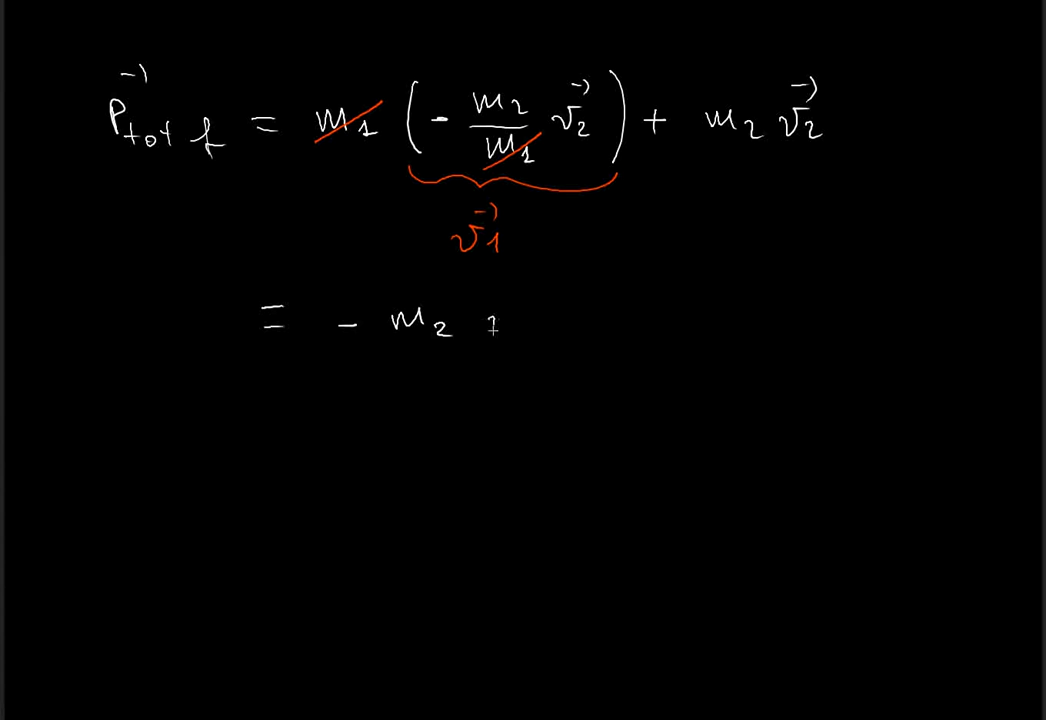 P⃗tot f = m1 (- m2/m1 v⃗2) + m2 v⃗2
v⃗1
= - m2